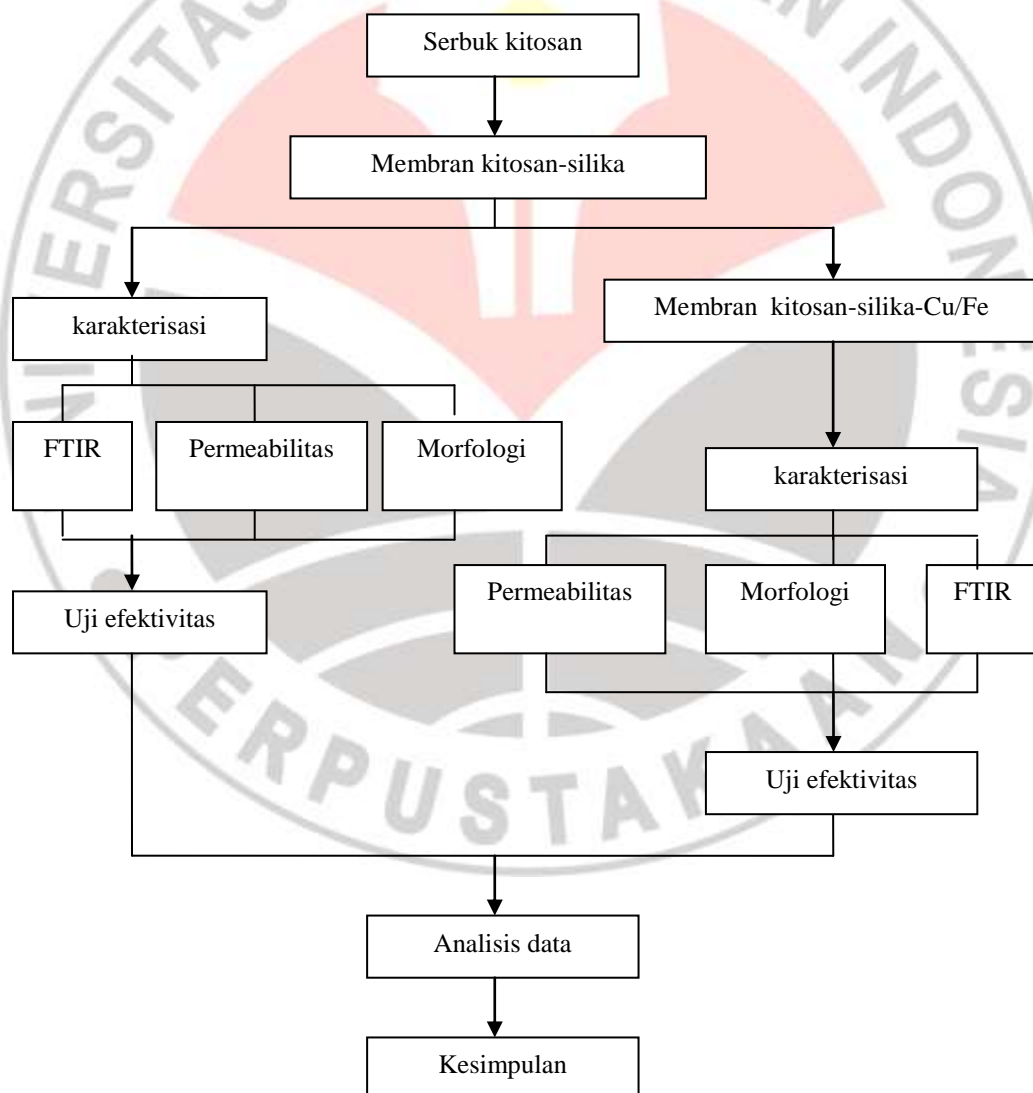 Serbuk kitosan
Membran kitosan-silika
karakterisasi
Membran kitosan-silika-Cu/Fe
FTIR
Permeabilitas
Morfologi
karakterisasi
Uji efektivitas
Permeabilitas
Morfologi
FTIR
Uji efektivitas
Analisis data
Kesimpulan
PERPUSTAKAAN